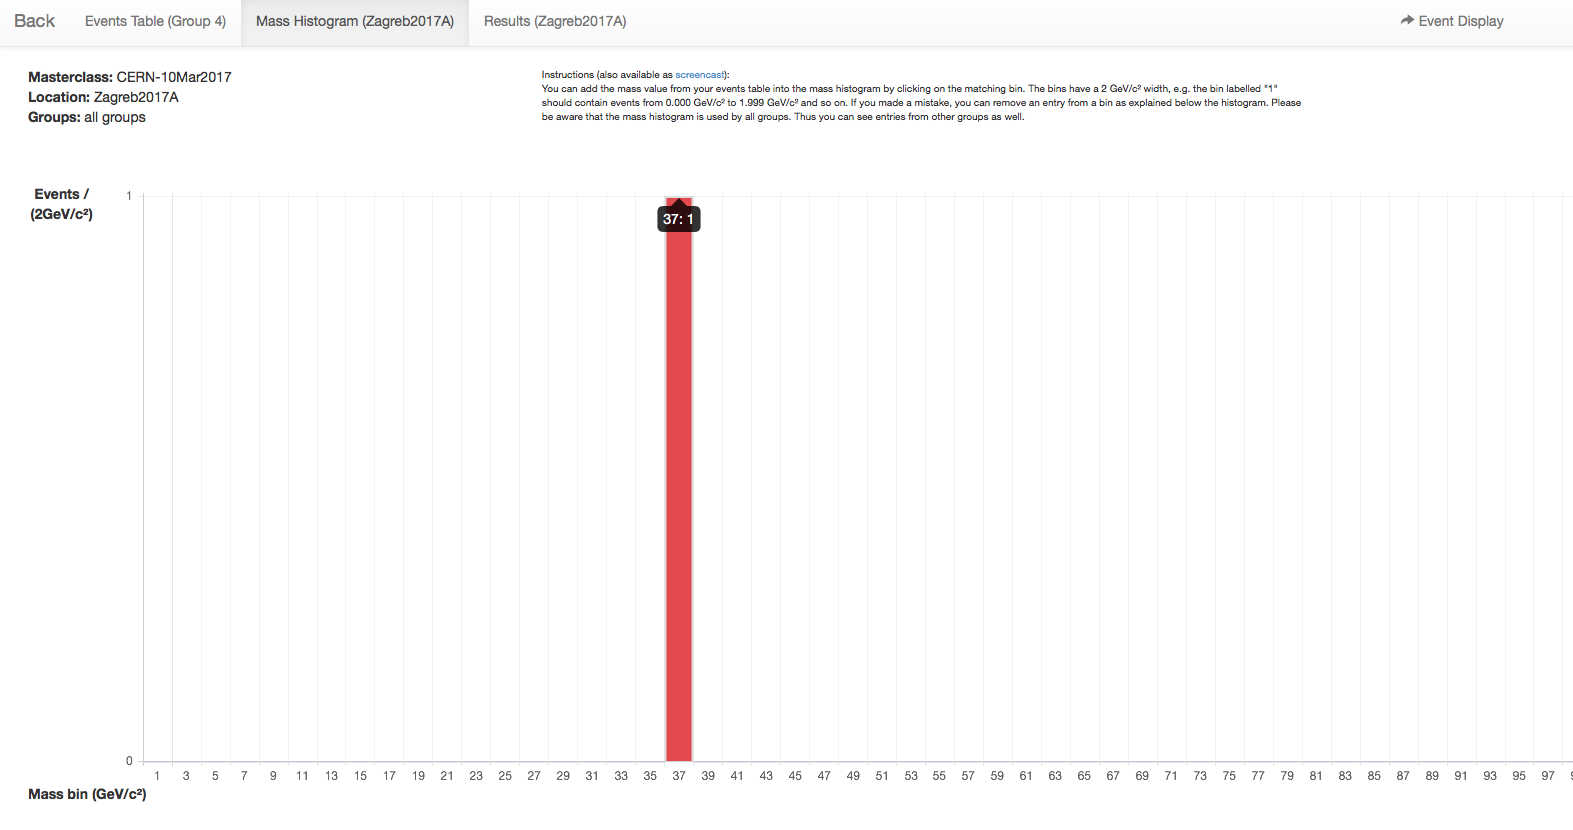 Back Events Table (Group 4) Mass Histogram (Zagreb2017A) Results (Zagreb2017A) Event Display
Masterclass: CERN-10Mar2017
Location: Zagreb2017A
Groups: all groups
Instructions (also available as screencast):
You can add the mass value from your events table into the mass histogram by clicking on the matching bin. The bins have a 2 GeV/c² width, e.g. the bin labelled "1"
should contain events from 0.000 GeV/c² to 1.999 GeV/c² and so on. If you made a mistake, you can remove an entry from a bin as explained below the histogram. Please
be aware that the mass histogram is used by all groups. Thus you can see entries from other groups as well.
Events /
(2GeV/c²)
1
37: 1
0
1 3 5 7 9 11 13 15 17 19 21 23 25 27 29 31 33 35 37 39 41 43 45 47 49 51 53 55 57 59 61 63 65 67 69 71 73 75 77 79 81 83 85 87 89 91 93 95 97
Mass bin (GeV/c²)